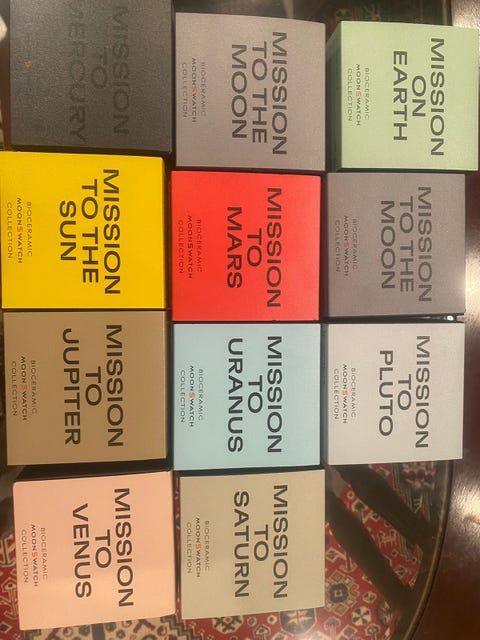 MISSION
TO
MERCURY
MISSION
TO THE
MOON
BIOCERAMIC
MOONSWATCH
COLLECTION
MISSION
ON
EARTH
BIOCERAMIC
MOONSWATCH
COLLECTION
MISSION
TO THE
SUN
BIOCERAMIC
MOONSWATCH
COLLECTION
MISSION
TO
MARS
BIOCERAMIC
MOONSWATCH
COLLECTION
MISSION
TO THE
MOON
BIOCERAMIC
MOONSWATCH
COLLECTION
MISSION
TO
JUPITER
BIOCERAMIC
MOONSWATCH
COLLECTION
MISSION
TO
URANUS
BIOCERAMIC
MOONSWATCH
COLLECTION
MISSION
TO
PLUTO
BIOCERAMIC
MOONSWATCH
COLLECTION
MISSION
TO
VENUS
BIOCERAMIC
MOONSWATCH
COLLECTION
MISSION
TO
SATURN
BIOCERAMIC
MOONSWATCH
COLLECTION